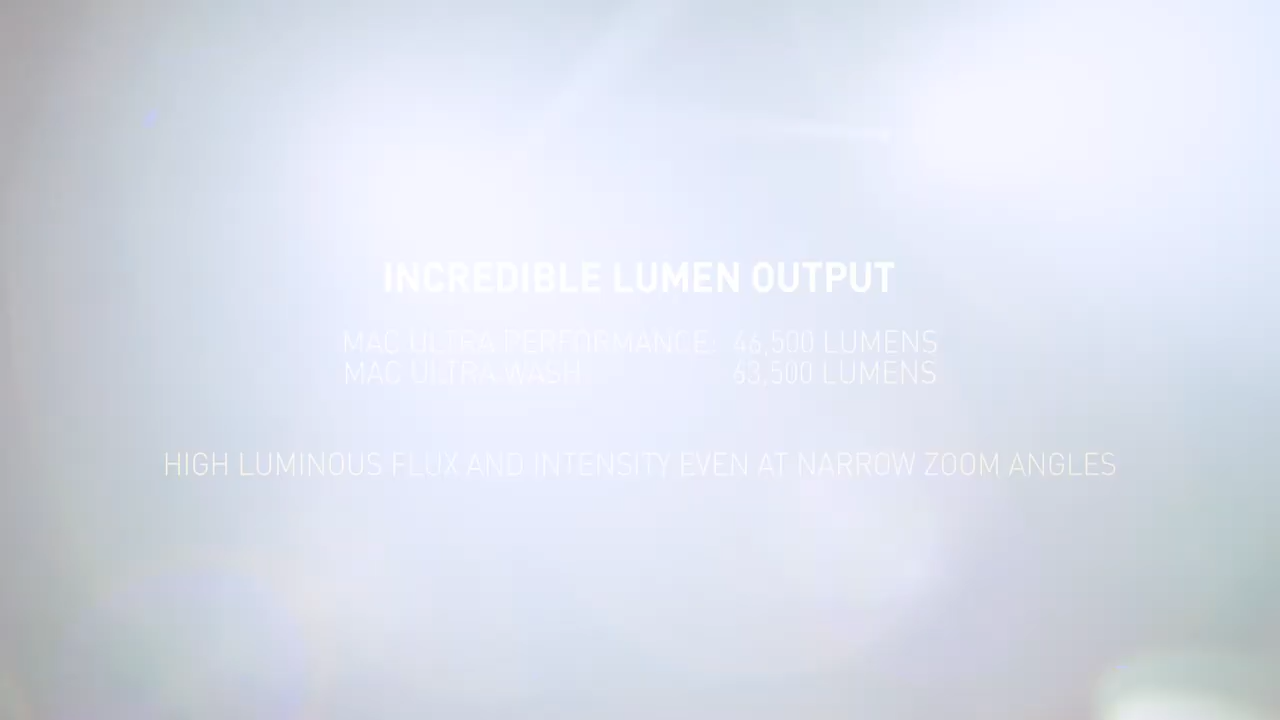 INCREDIBLE LUMEN OUTPUT
MAC ULTRA PERFORMANCE: 46,500 LUMENS
MAC ULTRA WASH 63,500 LUMENS
HIGH LUMINOUS FLUX AND INTENSITY EVEN AT NARROW ZOOM ANGLES